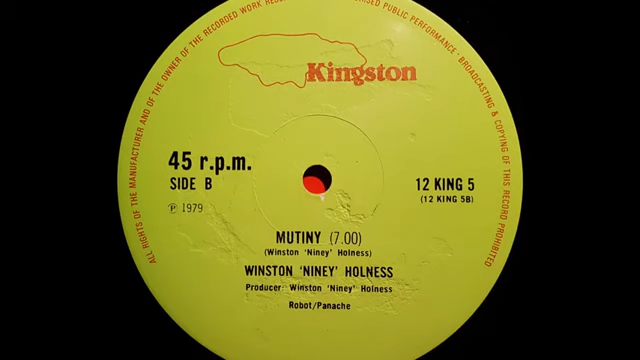 ALL RIGHTS OF THE MANUFACTURER AND OF THE OWNER OF THE RECORDED WORK
PUBLIC PERFORMANCE · BROADCASTING & COPYING OF THIS RECORD PROHIBITED
Kingston
45 r.p.m.
SIDE B
12 KING 5
(12 KING 5B)
℗ 1979
MUTINY (7.00)
(Winston 'Niney' Holness)
WINSTON 'NINEY' HOLNESS
Producer: Winston 'Niney' Holness
Robot/Panache